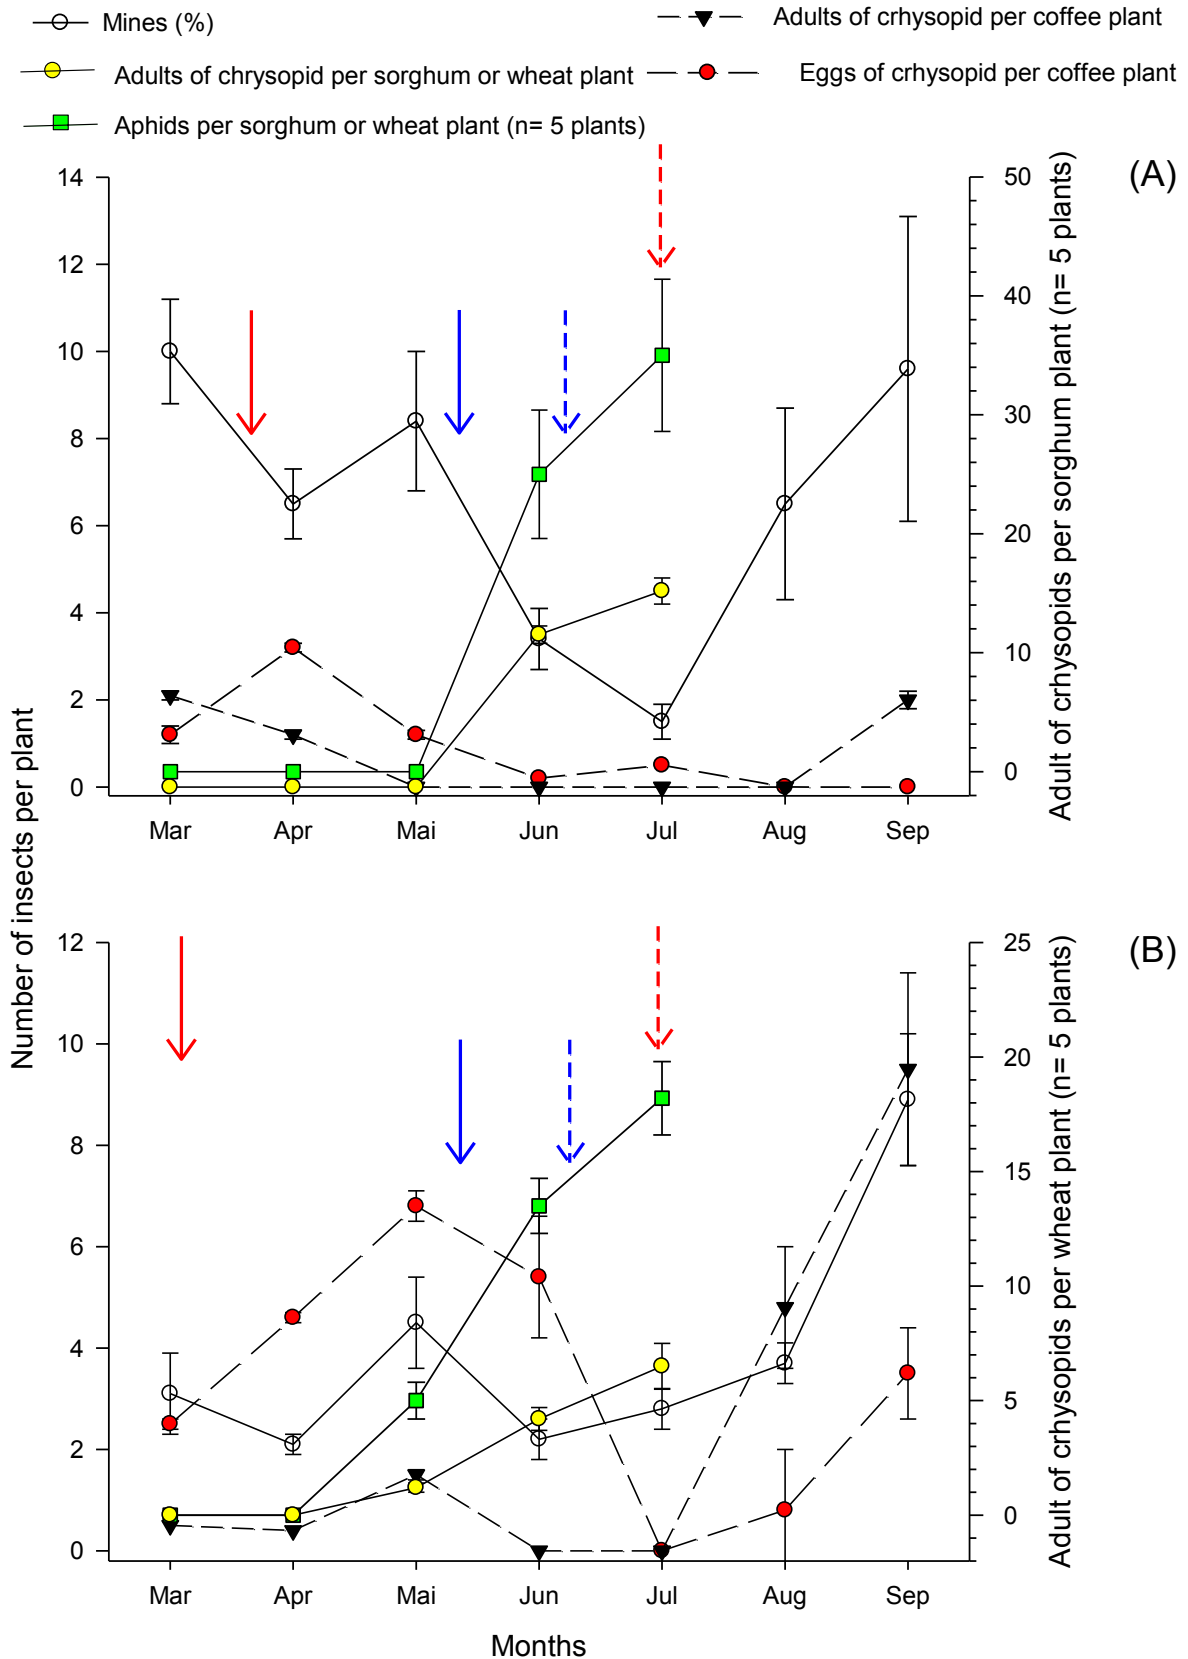 Mines (%)
Adults of crhysopid per coffee plant
Adults of chrysopid per sorghum or wheat plant
Eggs of crhysopid per coffee plant
Aphids per sorghum or wheat plant (n= 5 plants)
(A)
14
12
10
8
6
4
2
0
50
40
30
20
10
0
Adult of crhysopids per sorghum plant (n= 5 plants)
Mar Apr Mai Jun Jul Aug Sep
Number of insects per plant
(B)
12
10
8
6
4
2
0
25
20
15
10
5
0
Adult of crhysopids per wheat plant (n= 5 plants)
Mar Apr Mai Jun Jul Aug Sep
Months